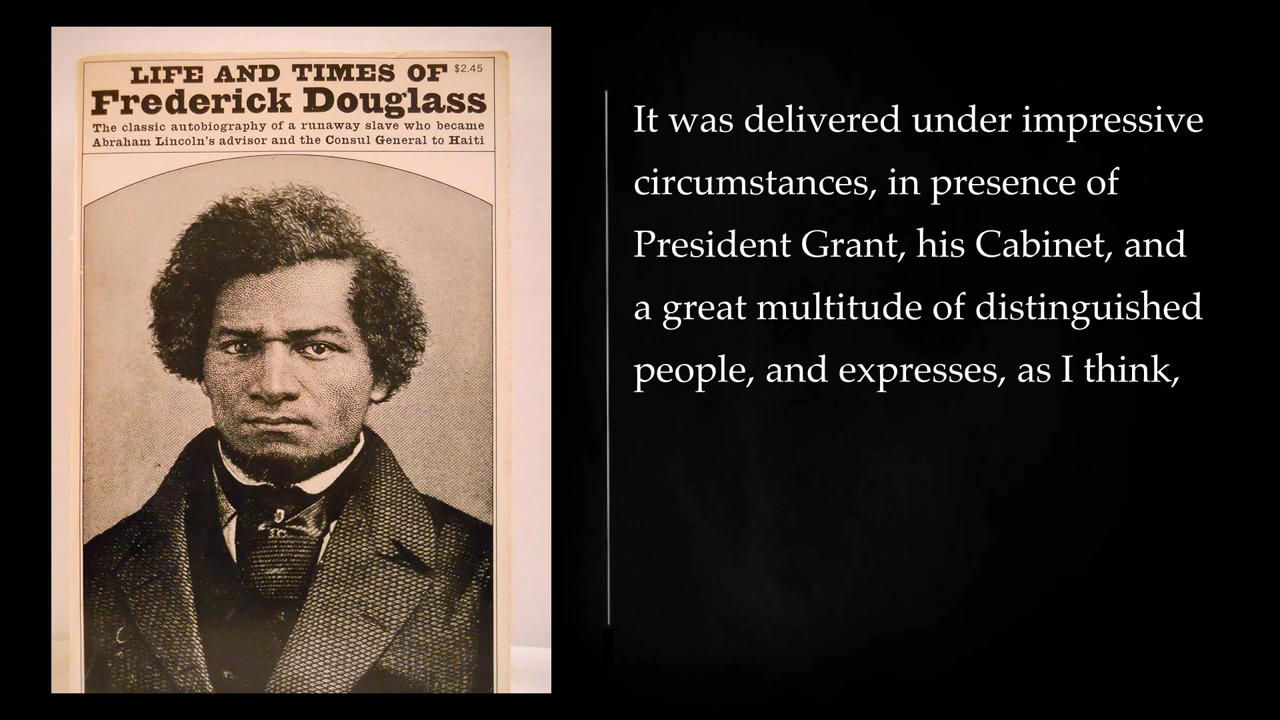 LIFE AND TIMES OF $2.45
Frederick Douglass
The classic autobiography of a runaway slave who became
Abraham Lincoln's advisor and the Consul General to Haiti
It was delivered under impressive
circumstances, in presence of
President Grant, his Cabinet, and
a great multitude of distinguished
people, and expresses, as I think,